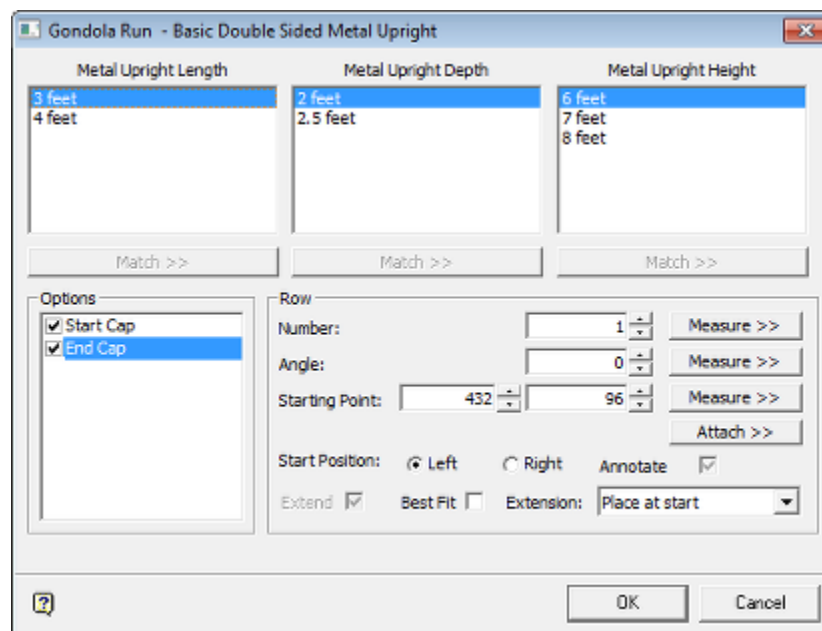 Gondola Run - Basic Double Sided Metal Upright
Metal Upright Length Metal Upright Depth Metal Upright Height
3 feet 2 feet 6 feet
4 feet 2.5 feet 7 feet
8 feet
Match >> Match >> Match >>
Options Row
Start Cap
End Cap
Number: 1 Measure >>
Angle: 0 Measure >>
Starting Point: 432 96 Measure >>
Attach >>
Start Position: Left Right Annotate
Extend Best Fit Extension: Place at start
? OK Cancel